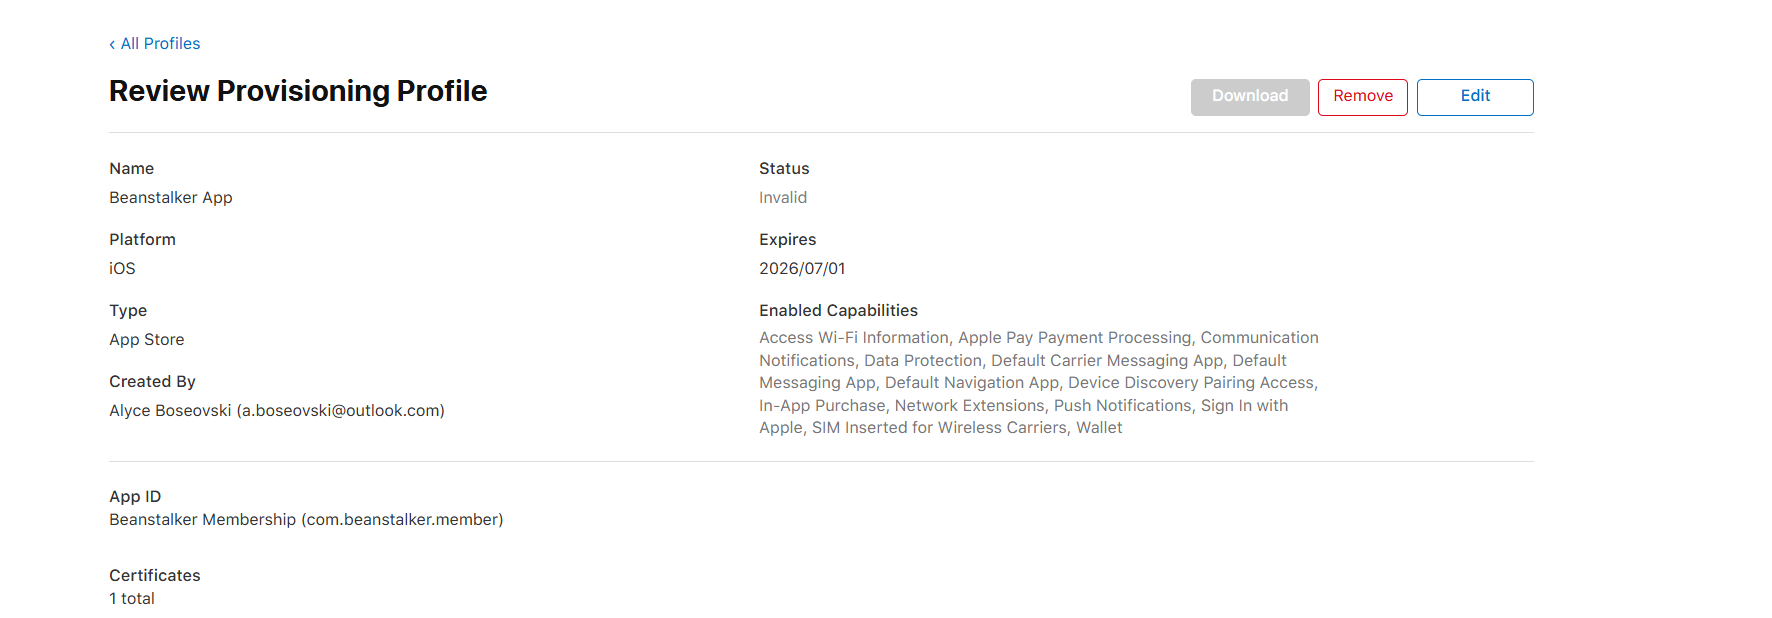 ‹ All Profiles
Review Provisioning Profile
Download
Remove
Edit
Name
Beanstalker App
Platform
iOS
Type
App Store
Created By
Alyce Boseovski (a.boseovski@outlook.com)
Status
Invalid
Expires
2026/07/01
Enabled Capabilities
Access Wi-Fi Information, Apple Pay Payment Processing, Communication
Notifications, Data Protection, Default Carrier Messaging App, Default
Messaging App, Default Navigation App, Device Discovery Pairing Access,
In-App Purchase, Network Extensions, Push Notifications, Sign In with
Apple, SIM Inserted for Wireless Carriers, Wallet
App ID
Beanstalker Membership (com.beanstalker.member)
Certificates
1 total